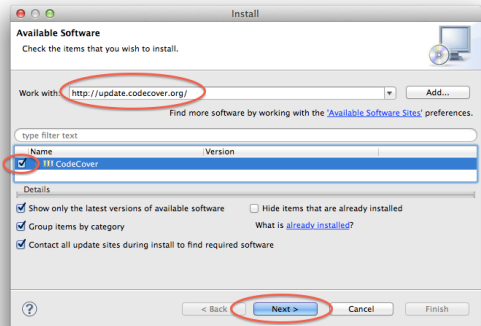 Install
Available Software
Check the items that you wish to install.
Work with: http://update.codecover.org/ Add...
Find more software by working with the 'Available Software Sites' preferences.
type filter text
Name Version
CodeCover
Details
Show only the latest versions of available software Hide items that are already installed
Group items by category What is already installed?
Contact all update sites during install to find required software
? < Back Next > Cancel Finish